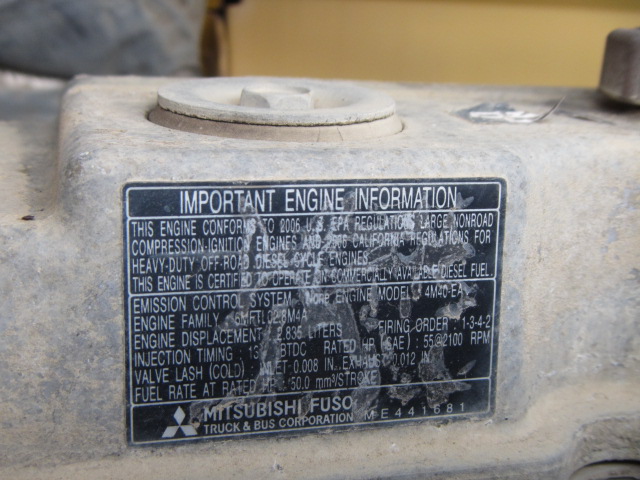 IMPORTANT ENGINE INFORMATION
THIS ENGINE CONFORMS TO 2006 U.S. EPA REGULATIONS LARGE NONROAD
COMPRESSION-IGNITION ENGINES AND 2006 CALIFORNIA REGULATIONS FOR
HEAVY-DUTY OFF-ROAD DIESEL CYCLE ENGINES.
THIS ENGINE IS CERTIFIED TO OPERATE ON COMMERCIALLY AVAILABLE DIESEL FUEL.
EMISSION CONTROL SYSTEM : ENGINE MODEL : 4M40-EA
ENGINE FAMILY : 6MFTL02.8M4A
ENGINE DISPLACEMENT : 2.835 LITERS FIRING ORDER : 1-3-4-2
INJECTION TIMING : 13 BTDC RATED HP (SAE) : 55@2100 RPM
VALVE LASH (COLD) : INLET-0.008 IN., EXHAUST-0.012 IN.
FUEL RATE AT RATED HP : 50.0 mm³/STROKE
MITSUBISHI FUSO
TRUCK & BUS CORPORATION ME441681